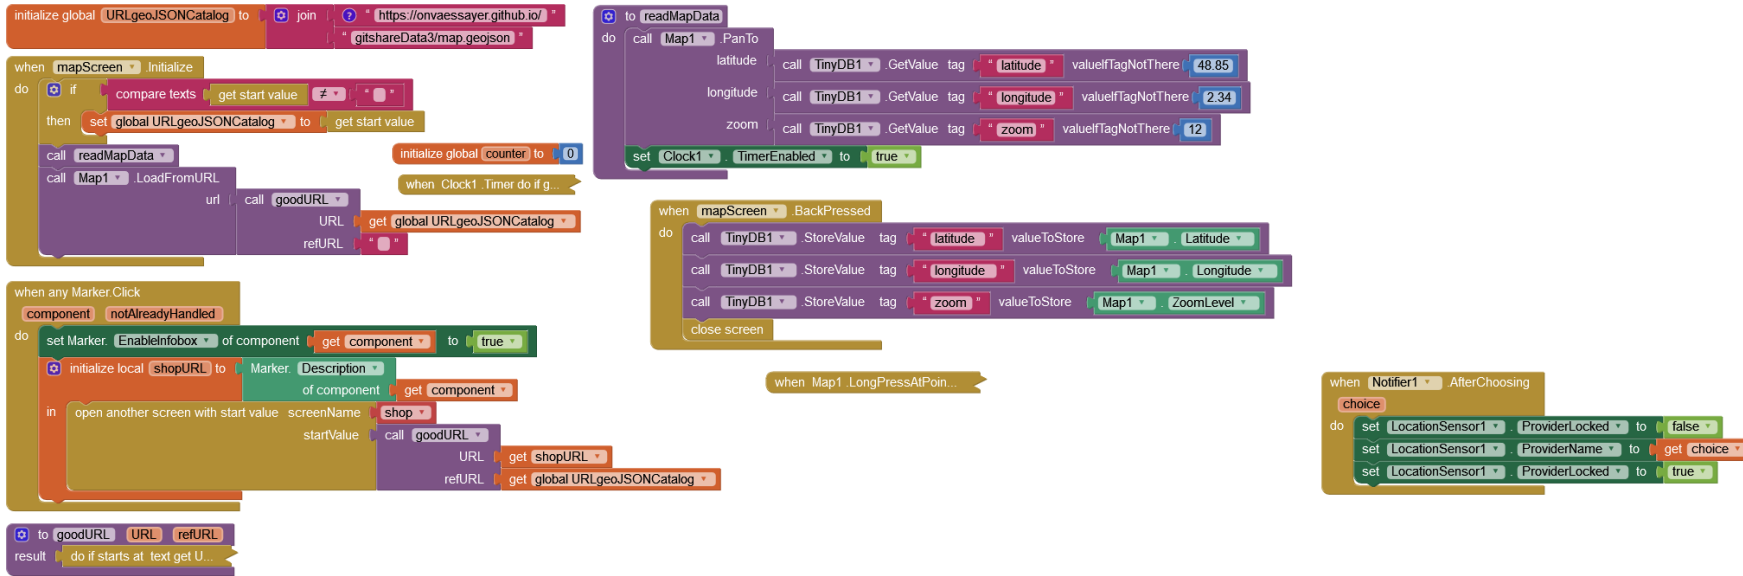 initialize global URLgeoJSONCatalog to join " https://onvaessayer.github.io/ "
" gitshareData3/map.geojson "
when mapScreen .Initialize
do if compare texts get start value ≠ " "
then set global URLgeoJSONCatalog to get start value
call readMapData
call Map1 .LoadFromURL
url call goodURL
URL get global URLgeoJSONCatalog
refURL " "
initialize global counter to 0
when Clock1 .Timer do if g...
when any Marker.Click
component notAlreadyHandled
do set Marker. EnableInfobox of component get component to true
initialize local shopURL to Marker. Description
of component get component
in open another screen with start value screenName shop
startValue call goodURL
URL get shopURL
refURL get global URLgeoJSONCatalog
to goodURL URL refURL
result do if starts at text get U...
to readMapData
do call Map1 .PanTo
latitude call TinyDB1 .GetValue tag " latitude " valueIfTagNotThere 48.85
longitude call TinyDB1 .GetValue tag " longitude " valueIfTagNotThere 2.34
zoom call TinyDB1 .GetValue tag " zoom " valueIfTagNotThere 12
set Clock1 . TimerEnabled to true
when mapScreen .BackPressed
do call TinyDB1 .StoreValue tag " latitude " valueToStore Map1 . Latitude
call TinyDB1 .StoreValue tag " longitude " valueToStore Map1 . Longitude
call TinyDB1 .StoreValue tag " zoom " valueToStore Map1 . ZoomLevel
close screen
when Map1 .LongPressAtPoin...
when Notifier1 .AfterChoosing
choice
do set LocationSensor1 . ProviderLocked to false
set LocationSensor1 . ProviderName to get choice
set LocationSensor1 . ProviderLocked to true